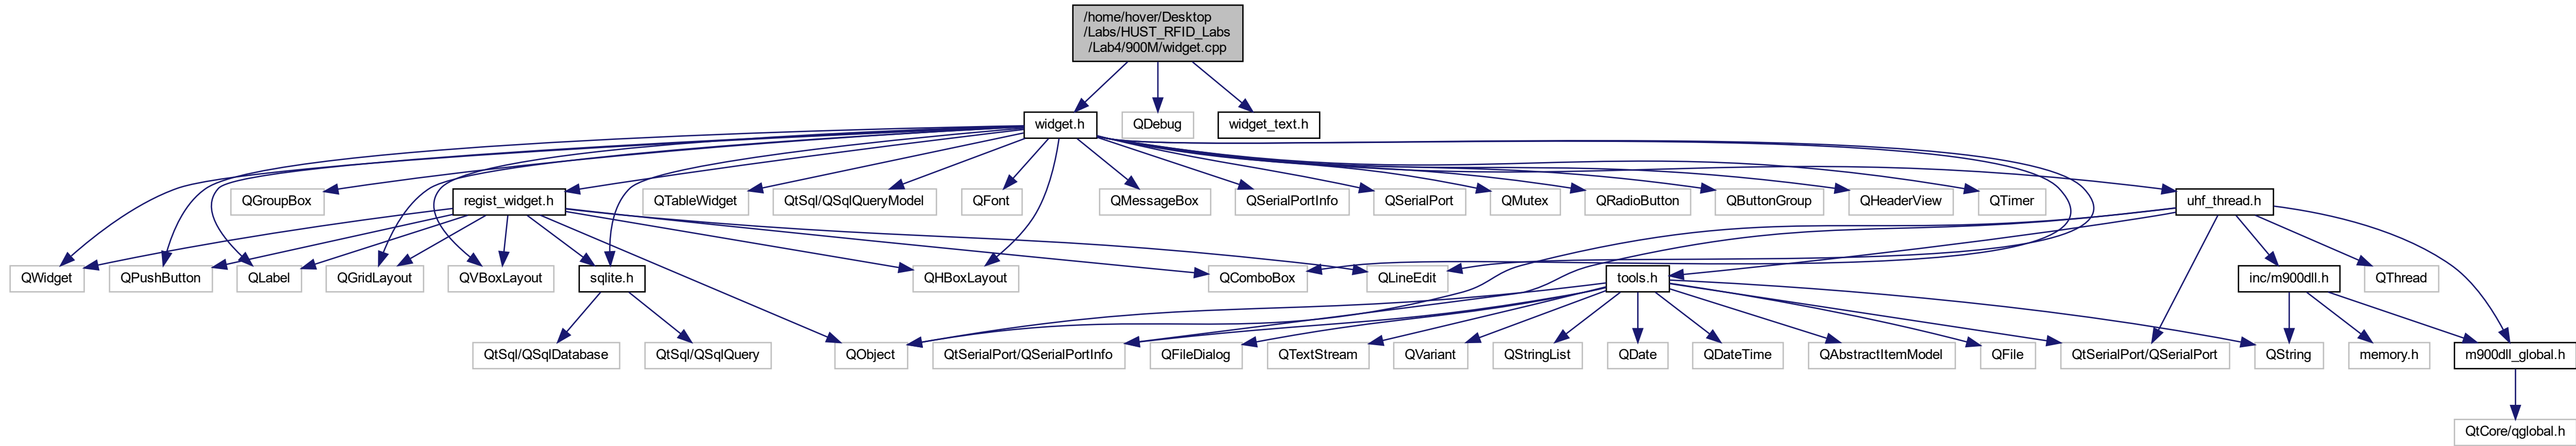 /home/hover/Desktop
/Labs/HUST_RFID_Labs
/Lab4/900M/widget.cpp
widget.h
QDebug
widget_text.h
QGroupBox
regist_widget.h
QTableWidget
QtSql/QSqlQueryModel
QFont
QMessageBox
QSerialPortInfo
QSerialPort
QMutex
QRadioButton
QButtonGroup
QHeaderView
QTimer
uhf_thread.h
QWidget
QPushButton
QLabel
QGridLayout
QVBoxLayout
sqlite.h
QHBoxLayout
QComboBox
QLineEdit
tools.h
inc/m900dll.h
QThread
QtSql/QSqlDatabase
QtSql/QSqlQuery
QObject
QtSerialPort/QSerialPortInfo
QFileDialog
QTextStream
QVariant
QStringList
QDate
QDateTime
QAbstractItemModel
QFile
QtSerialPort/QSerialPort
QString
memory.h
m900dll_global.h
QtCore/qglobal.h